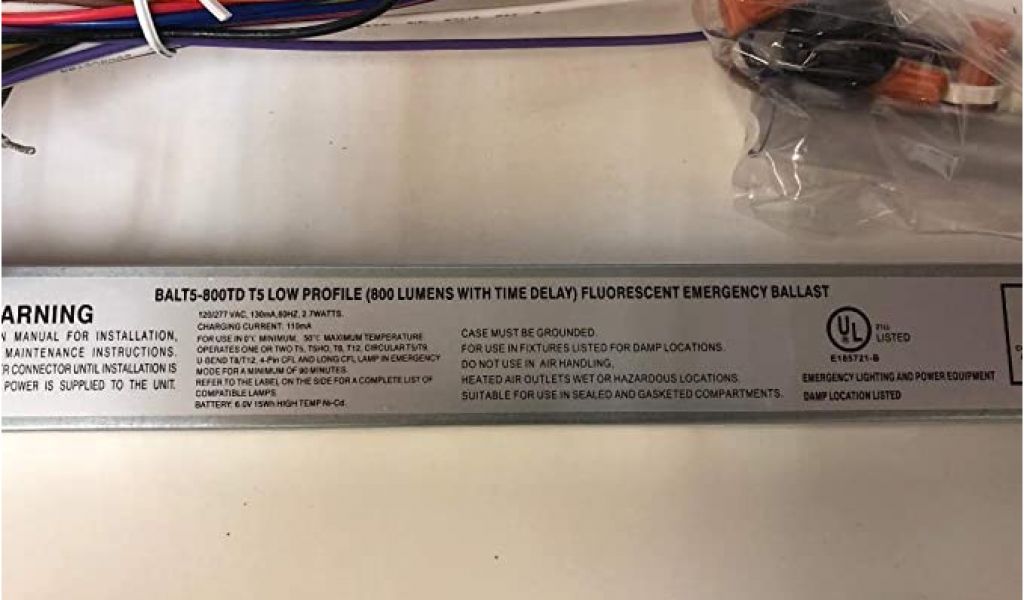 BALT5-800TD T5 LOW PROFILE (800 LUMENS WITH TIME DELAY) FLUORESCENT EMERGENCY BALLAST
ARNING
N MANUAL FOR INSTALLATION,
MAINTENANCE INSTRUCTIONS.
R CONNECTOR UNTIL INSTALLATION IS
POWER IS SUPPLIED TO THE UNIT.
120/277 VAC, 130mA,60HZ, 2.7WATTS.
CHARGING CURRENT: 110mA
FOR USE IN 0℃ MINIMUM, 50℃ MAXIMUM TEMPERATURE
OPERATES ONE OR TWO T5, T5HO, T8, T12, CIRCULAR T5/T9,
U-BEND T8/T12, 4-Pin CFL AND LONG CFL LAMP IN EMERGENCY
MODE FOR A MINIMUM OF 90 MINUTES.
REFER TO THE LABEL ON THE SIDE FOR A COMPLETE LIST OF
COMPATIBLE LAMPS
BATTERY: 6.0V 15Wh HIGH TEMP Ni-Cd.
CASE MUST BE GROUNDED.
FOR USE IN FIXTURES LISTED FOR DAMP LOCATIONS.
DO NOT USE IN AIR HANDLING,
HEATED AIR OUTLETS WET OR HAZARDOUS LOCATIONS.
SUITABLE FOR USE IN SEALED AND GASKETED COMPARTMENTS.
UL
LISTED
E185721-B
EMERGENCY LIGHTING AND POWER EQUIPMENT
DAMP LOCATION LISTED